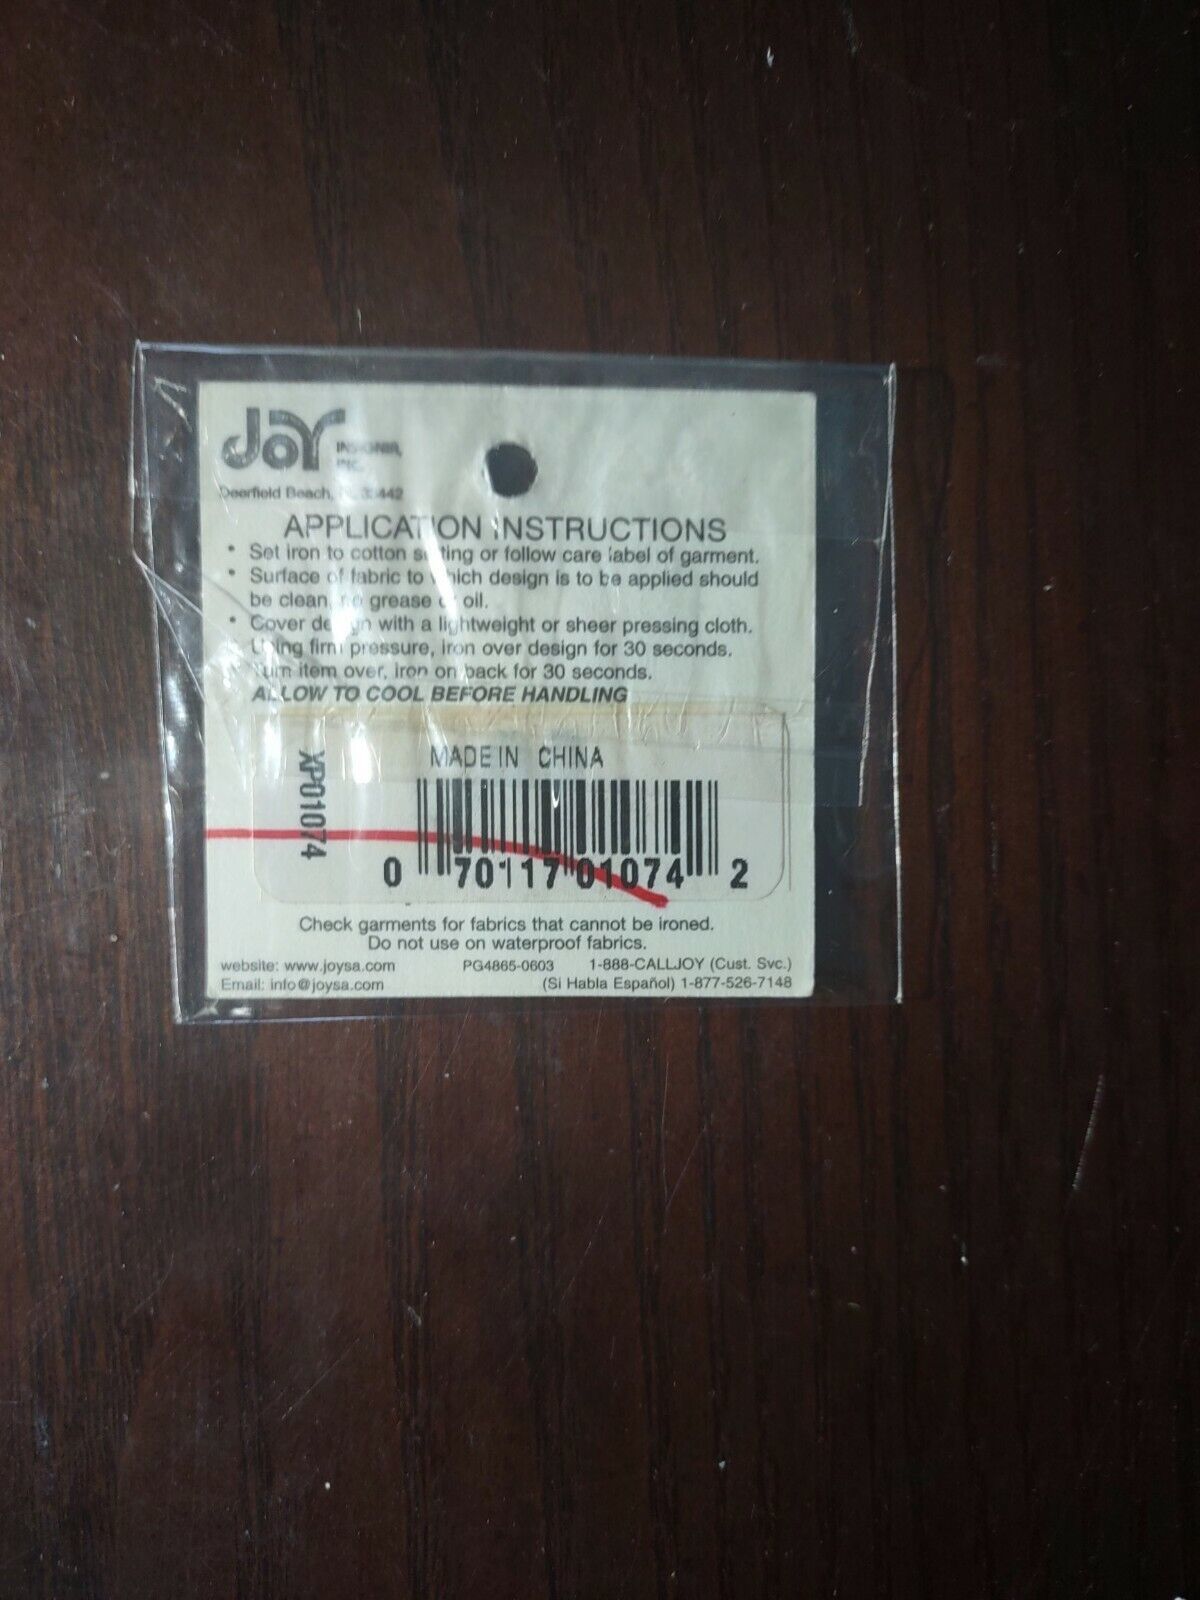 JOY INSIGNIA, INC.
Deerfield Beach, FL 33442
APPLICATION INSTRUCTIONS
• Set iron to cotton setting or follow care label of garment.
• Surface of fabric to which design is to be applied should
be clean, no grease or oil.
• Cover design with a lightweight or sheer pressing cloth.
Using firm pressure, iron over design for 30 seconds.
Turn item over, iron on back for 30 seconds.
ALLOW TO COOL BEFORE HANDLING
MADE IN CHINA
XP01074
0 70117 01074 2
Check garments for fabrics that cannot be ironed.
Do not use on waterproof fabrics.
website: www.joysa.com PG4865-0603 1-888-CALLJOY (Cust. Svc.)
Email: info@joysa.com (Si Habla Español) 1-877-526-7148